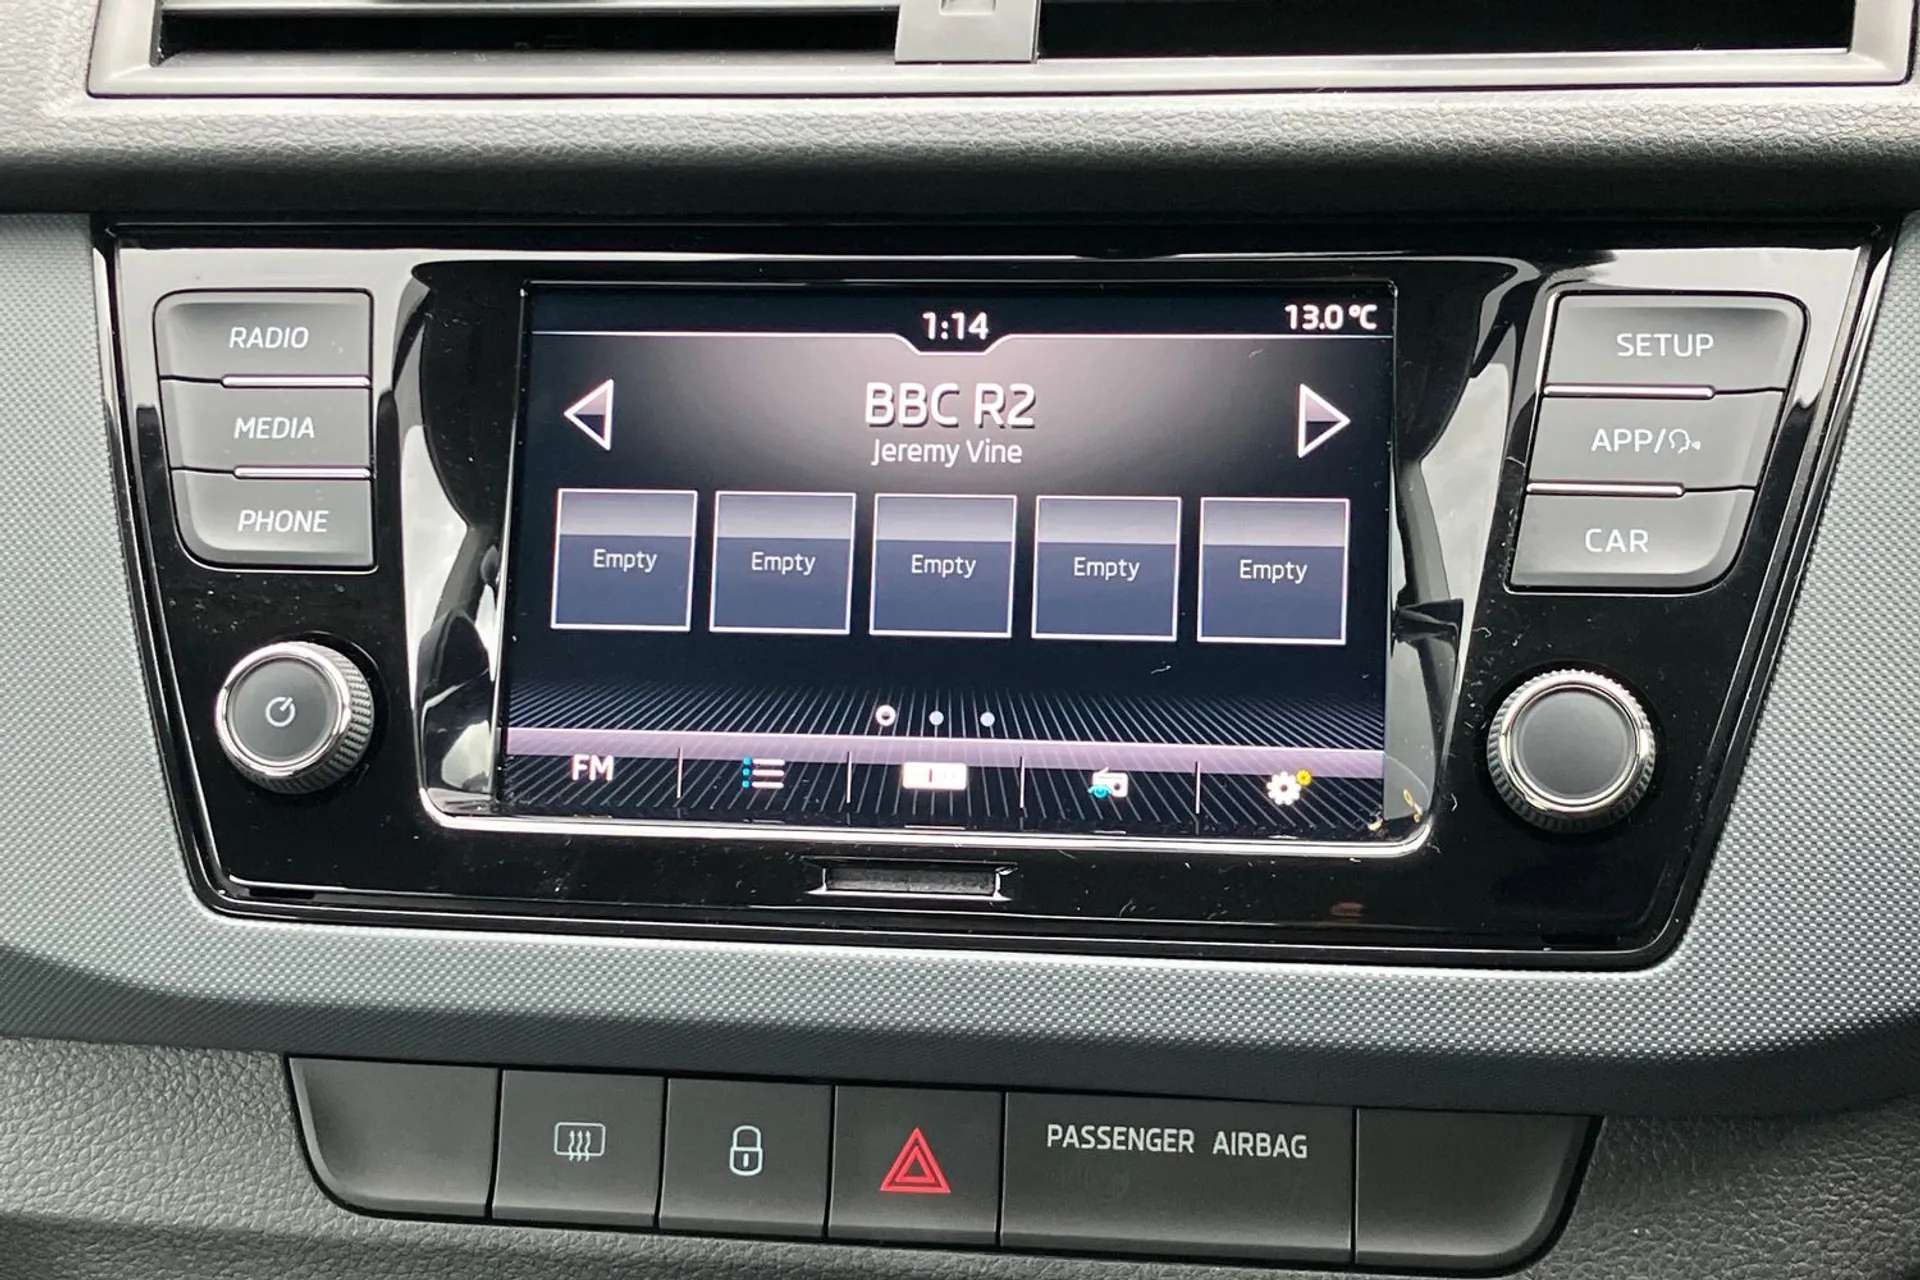 1:14
13.0 °C
BBC R2
Jeremy Vine
Empty
Empty
Empty
Empty
Empty
FM
RADIO
MEDIA
PHONE
SETUP
APP/
CAR
PASSENGER AIRBAG